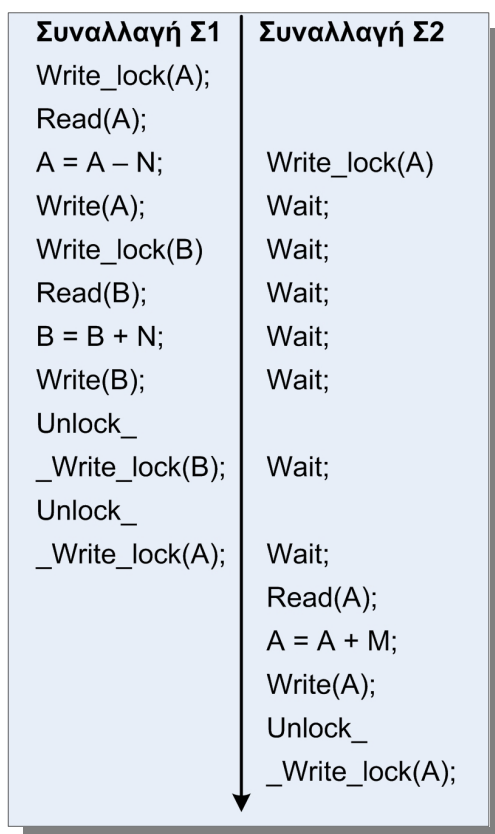 Συναλλαγή Σ1 Συναλλαγή Σ2
Write_lock(A);
Read(A);
A = A – N; Write_lock(A)
Write(A); Wait;
Write_lock(B) Wait;
Read(B); Wait;
B = B + N; Wait;
Write(B); Wait;
Unlock_
_Write_lock(B); Wait;
Unlock_
_Write_lock(A); Wait;
Read(A);
A = A + M;
Write(A);
Unlock_
_Write_lock(A);